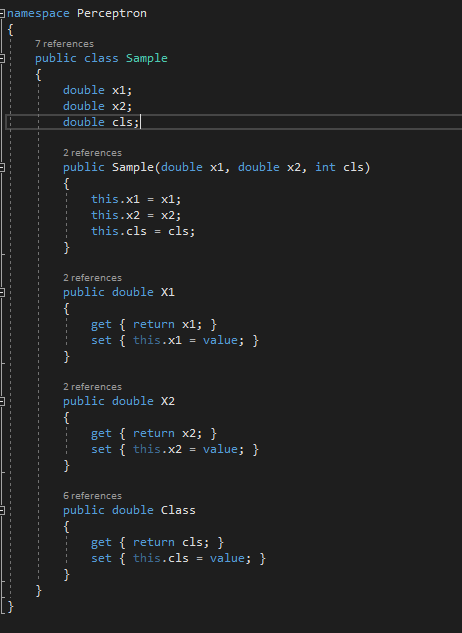 namespace Perceptron
{
7 references
public class Sample
{
double x1;
double x2;
double cls;
2 references
public Sample(double x1, double x2, int cls)
{
this.x1 = x1;
this.x2 = x2;
this.cls = cls;
}
2 references
public double X1
{
get { return x1; }
set { this.x1 = value; }
}
2 references
public double X2
{
get { return x2; }
set { this.x2 = value; }
}
6 references
public double Class
{
get { return cls; }
set { this.cls = value; }
}
}
}